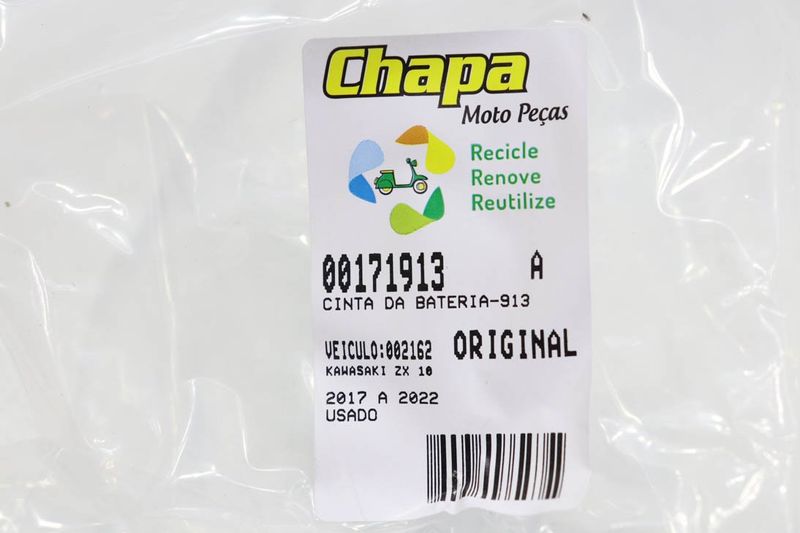 Chapa
Moto Peças
Recicle
Renove
Reutilize
00171913 A
CINTA DA BATERIA-913
VEICULO:002162 ORIGINAL
KAWASAKI ZX 10
2017 A 2022
USADO